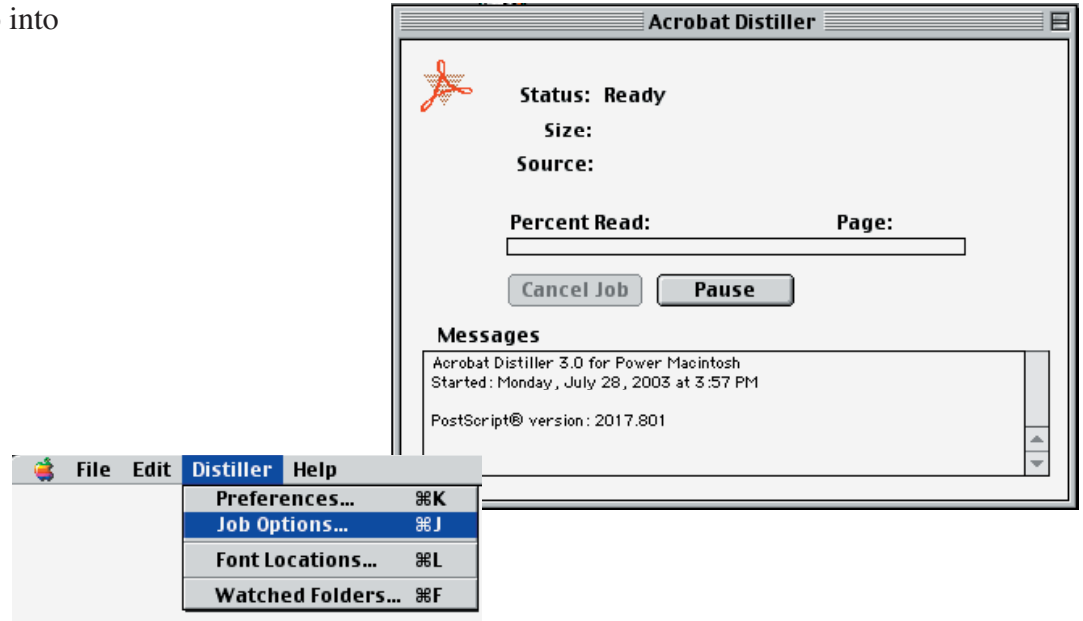 into
Acrobat Distiller
Status: Ready
Size:
Source:
Percent Read: Page:
Cancel Job Pause
Messages
Acrobat Distiller 3.0 for Power Macintosh
Started: Monday, July 28, 2003 at 3:57 PM
PostScript® version: 2017.801
File Edit Distiller Help
Preferences... ⌘K
Job Options... ⌘J
Font Locations... ⌘L
Watched Folders... ⌘F